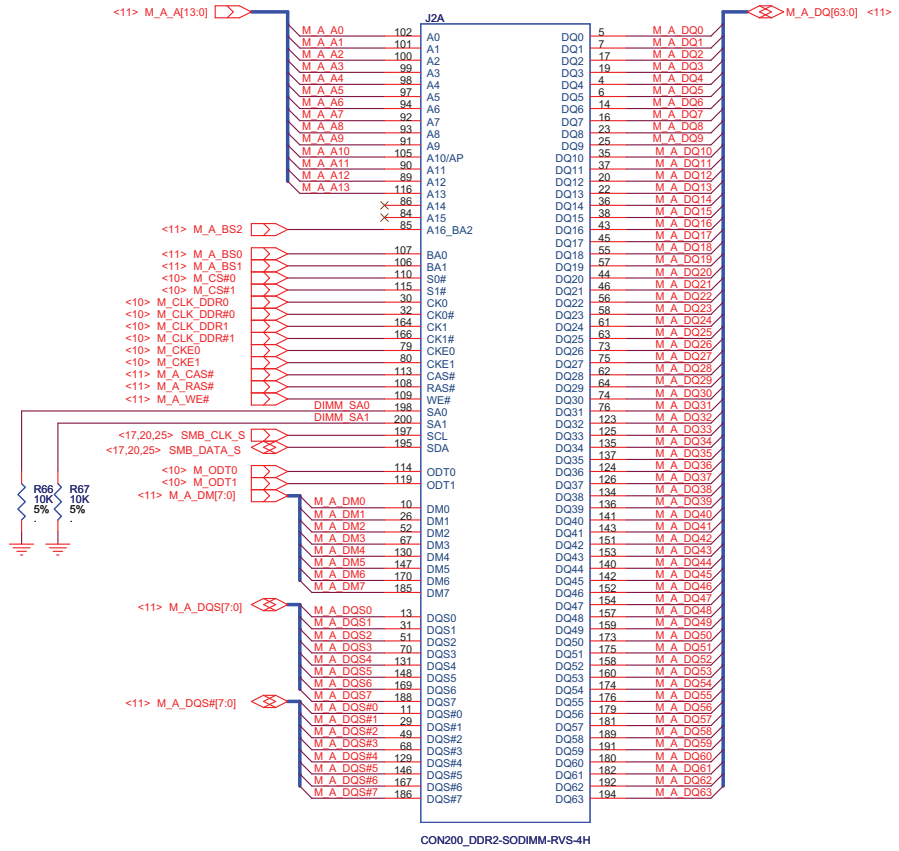 <11> M_A_A[13:0] M_A_DQ[63:0] <11>
J2A
M_A_A0 102 A0 DQ0 5 M_A_DQ0
M_A_A1 101 A1 DQ1 7 M_A_DQ1
M_A_A2 100 A2 DQ2 17 M_A_DQ2
M_A_A3 99 A3 DQ3 19 M_A_DQ3
M_A_A4 98 A4 DQ4 4 M_A_DQ4
M_A_A5 97 A5 DQ5 6 M_A_DQ5
M_A_A6 94 A6 DQ6 14 M_A_DQ6
M_A_A7 92 A7 DQ7 16 M_A_DQ7
M_A_A8 93 A8 DQ8 23 M_A_DQ8
M_A_A9 91 A9 DQ9 25 M_A_DQ9
M_A_A10 105 A10/AP DQ10 35 M_A_DQ10
M_A_A11 90 A11 DQ11 37 M_A_DQ11
M_A_A12 89 A12 DQ12 20 M_A_DQ12
M_A_A13 116 A13 DQ13 22 M_A_DQ13
86 A14 DQ14 36 M_A_DQ14
84 A15 DQ15 38 M_A_DQ15
<11> M_A_BS2 85 A16_BA2 DQ16 43 M_A_DQ16
DQ17 45 M_A_DQ17
<11> M_A_BS0 107 BA0 DQ18 55 M_A_DQ18
<11> M_A_BS1 106 BA1 DQ19 57 M_A_DQ19
<10> M_CS#0 110 S0# DQ20 44 M_A_DQ20
<10> M_CS#1 115 S1# DQ21 46 M_A_DQ21
<10> M_CLK_DDR0 30 CK0 DQ22 56 M_A_DQ22
<10> M_CLK_DDR#0 32 CK0# DQ23 58 M_A_DQ23
<10> M_CLK_DDR1 164 CK1 DQ24 61 M_A_DQ24
<10> M_CLK_DDR#1 166 CK1# DQ25 63 M_A_DQ25
<10> M_CKE0 79 CKE0 DQ26 73 M_A_DQ26
<10> M_CKE1 80 CKE1 DQ27 75 M_A_DQ27
<11> M_A_CAS# 113 CAS# DQ28 62 M_A_DQ28
<11> M_A_RAS# 108 RAS# DQ29 64 M_A_DQ29
<11> M_A_WE# 109 WE# DQ30 74 M_A_DQ30
DIMM_SA0 198 SA0 DQ31 76 M_A_DQ31
DIMM_SA1 200 SA1 DQ32 123 M_A_DQ32
<17,20,25> SMB_CLK_S 197 SCL DQ33 125 M_A_DQ33
<17,20,25> SMB_DATA_S 195 SDA DQ34 135 M_A_DQ34
DQ35 137 M_A_DQ35
<10> M_ODT0 114 ODT0 DQ36 124 M_A_DQ36
<10> M_ODT1 119 ODT1 DQ37 126 M_A_DQ37
<11> M_A_DM[7:0] DQ38 134 M_A_DQ38
R66 10K 5% .
R67 10K 5% .
M_A_DM0 10 DM0 DQ39 136 M_A_DQ39
M_A_DM1 26 DM1 DQ40 141 M_A_DQ40
M_A_DM2 52 DM2 DQ41 143 M_A_DQ41
M_A_DM3 67 DM3 DQ42 151 M_A_DQ42
M_A_DM4 130 DM4 DQ43 153 M_A_DQ43
M_A_DM5 147 DM5 DQ44 140 M_A_DQ44
M_A_DM6 170 DM6 DQ45 142 M_A_DQ45
M_A_DM7 185 DM7 DQ46 152 M_A_DQ46
<11> M_A_DQS[7:0] DQ47 154 M_A_DQ47
M_A_DQS0 13 DQS0 DQ48 157 M_A_DQ48
M_A_DQS1 31 DQS1 DQ49 159 M_A_DQ49
M_A_DQS2 51 DQS2 DQ50 173 M_A_DQ50
M_A_DQS3 70 DQS3 DQ51 175 M_A_DQ51
M_A_DQS4 131 DQS4 DQ52 158 M_A_DQ52
M_A_DQS5 148 DQS5 DQ53 160 M_A_DQ53
M_A_DQS6 169 DQS6 DQ54 174 M_A_DQ54
M_A_DQS7 188 DQS7 DQ55 176 M_A_DQ55
<11> M_A_DQS#[7:0]
M_A_DQS#0 11 DQS#0 DQ56 179 M_A_DQ56
M_A_DQS#1 29 DQS#1 DQ57 181 M_A_DQ57
M_A_DQS#2 49 DQS#2 DQ58 189 M_A_DQ58
M_A_DQS#3 68 DQS#3 DQ59 191 M_A_DQ59
M_A_DQS#4 129 DQS#4 DQ60 180 M_A_DQ60
M_A_DQS#5 146 DQS#5 DQ61 182 M_A_DQ61
M_A_DQS#6 167 DQS#6 DQ62 192 M_A_DQ62
M_A_DQS#7 186 DQS#7 DQ63 194 M_A_DQ63
CON200_DDR2-SODIMM-RVS-4H